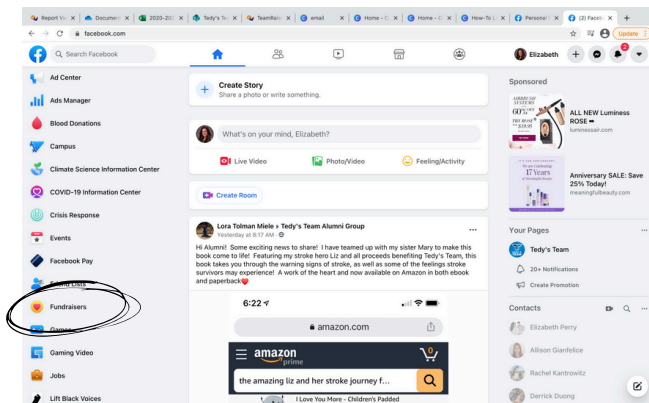 Report Vi
Document
2020-202
Tedy's Te
TeamRais
email
Home - C
Home -
How-To L
Personal F
(2) Faceb
facebook.com
Update
Search Facebook
Elizabeth
2
Ad Center
Ads Manager
Blood Donations
Campus
Climate Science Information Center
COVID-19 Information Center
Crisis Response
Events
Facebook Pay
Friend Lists
Fundraisers
Games
Gaming Video
Jobs
Lift Black Voices
Create Story
Share a photo or write something.
What's on your mind, Elizabeth?
Live Video
Photo/Video
Feeling/Activity
Create Room
Lora Tolman Miele ▸ Tedy's Team Alumni Group
Yesterday at 9:17 AM ·
Hi Alumni! Some exciting news to share! I have teamed up with my sister Mary to make this
book come to life! Featuring my stroke hero Liz and all proceeds benefiting Tedy's Team, this
book takes you through the warning signs of stroke, as well as some of the feelings stroke
survivors may experience! A work of the heart and now available on Amazon in both ebook
and paperback
6:22
amazon.com
amazon
prime
0
the amazing liz and her stroke journey f...
I Love You More - Children's Padded
Sponsored
ALL NEW Luminess
ROSE ➡
luminessair.com
17 Years
Anniversary SALE: Save
25% Today!
meaningfulbeauty.com
Your Pages
Tedy's Team
20+ Notifications
Create Promotion
Contacts
Elizabeth Perry
Allison Gianfelice
Rachel Kantrowitz
Derrick Duong